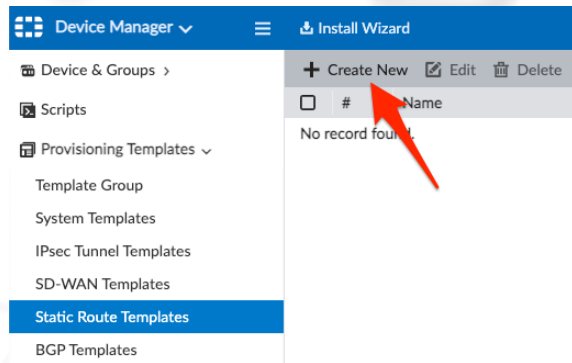 Device Manager
Install Wizard
Device & Groups
Create New Edit Delete
Scripts
# Name
Provisioning Templates
No record found.
Template Group
System Templates
IPsec Tunnel Templates
SD-WAN Templates
Static Route Templates
BGP Templates